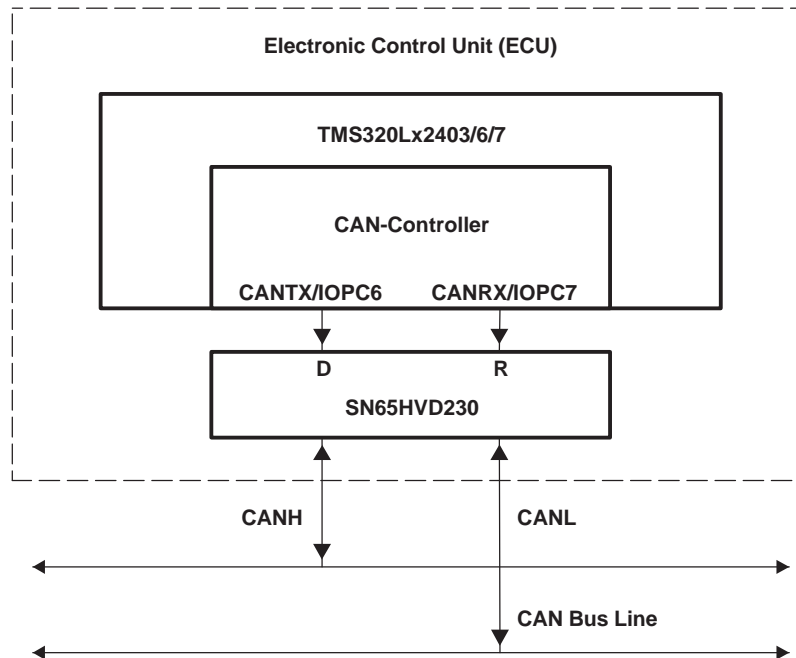 Electronic Control Unit (ECU)
TMS320Lx2403/6/7
CAN-Controller
CANTX/IOPC6 CANRX/IOPC7
D R
SN65HVD230
CANH CANL
CAN Bus Line